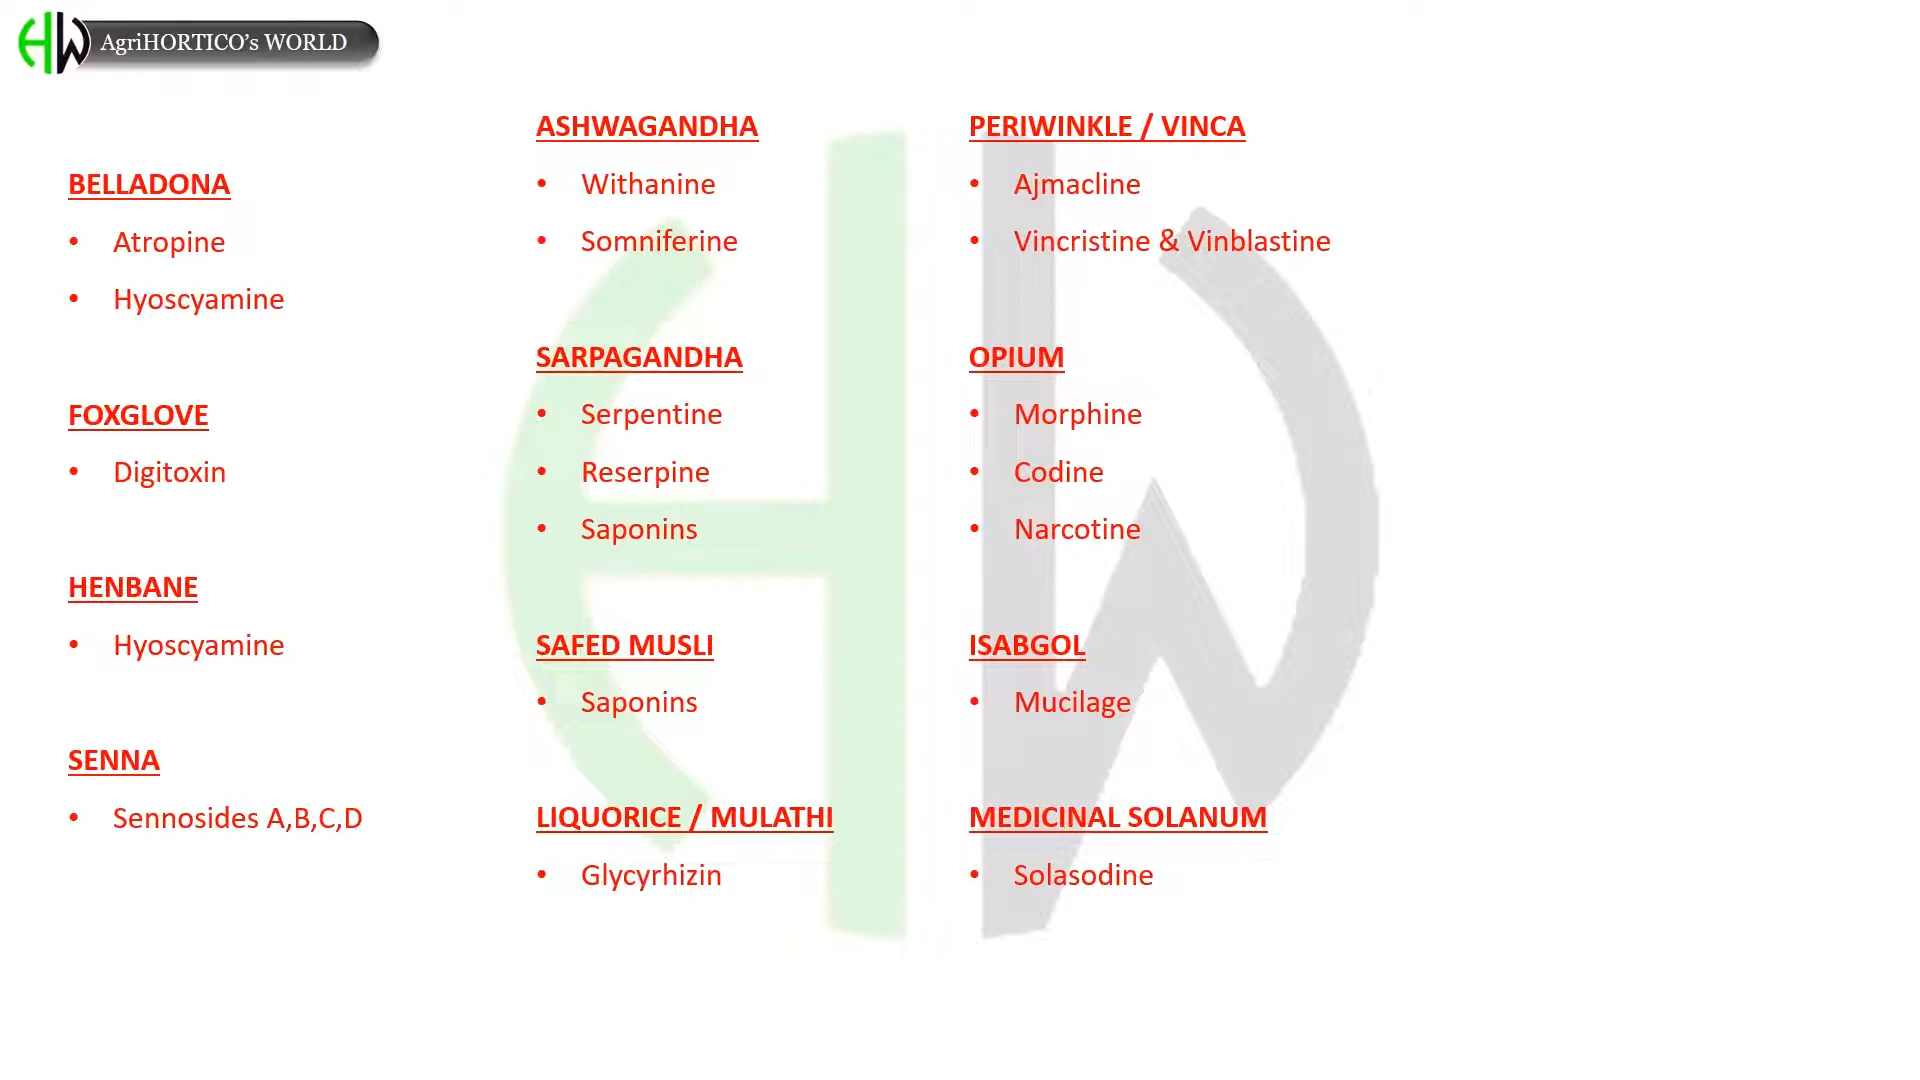 AgriHORTICO's WORLD
BELLADONA
• Atropine
• Hyoscyamine
FOXGLOVE
• Digitoxin
HENBANE
• Hyoscyamine
SENNA
• Sennosides A,B,C,D
ASHWAGANDHA
• Withanine
• Somniferine
SARPAGANDHA
• Serpentine
• Reserpine
• Saponins
SAFED MUSLI
• Saponins
LIQUORICE / MULATHI
• Glycyrhizin
PERIWINKLE / VINCA
• Ajmacline
• Vincristine & Vinblastine
OPIUM
• Morphine
• Codine
• Narcotine
ISABGOL
• Mucilage
MEDICINAL SOLANUM
• Solasodine